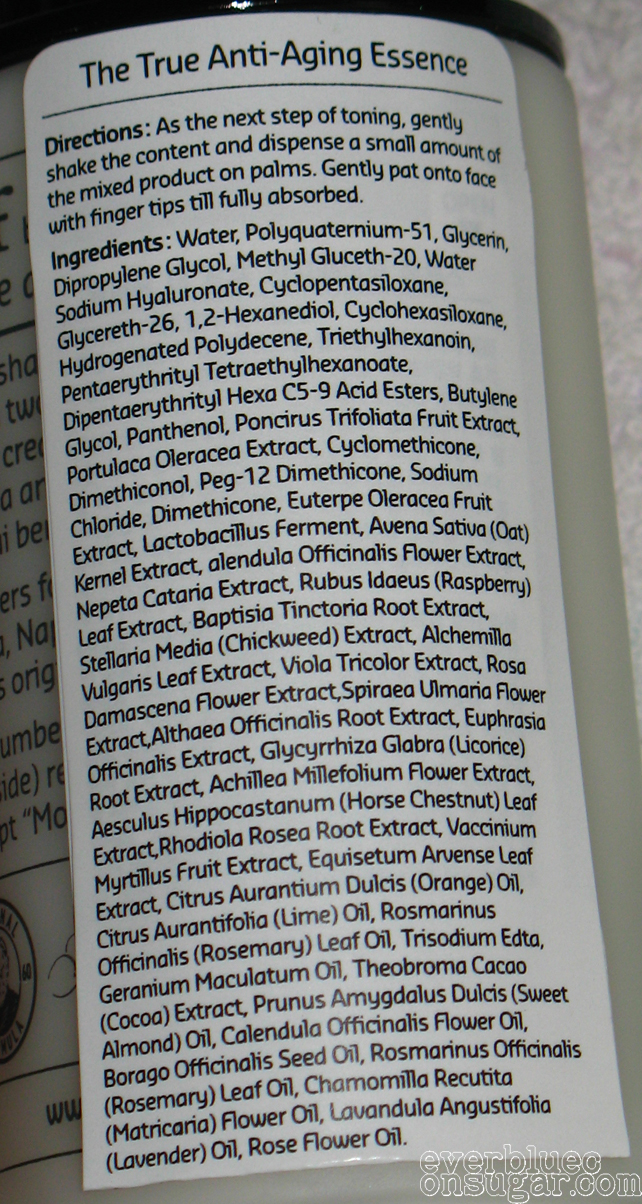 The True Anti-Aging Essence
Directions: As the next step of toning, gently
shake the content and dispense a small amount of
the mixed product on palms. Gently pat onto face
with finger tips till fully absorbed.
Ingredients: Water, Polyquaternium-51, Glycerin,
Dipropylene Glycol, Methyl Gluceth-20, Water
Sodium Hyaluronate, Cyclopentasiloxane,
Glycereth-26, 1,2-Hexanediol, Cyclohexasiloxane,
Hydrogenated Polydecene, Triethylhexanoin,
Pentaerythrityl Tetraethylhexanoate,
Dipentaerythrityl Hexa C5-9 Acid Esters, Butylene
Glycol, Panthenol, Poncirus Trifoliata Fruit Extract,
Portulaca Oleracea Extract, Cyclomethicone,
Dimethiconol, Peg-12 Dimethicone, Sodium
Chloride, Dimethicone, Euterpe Oleracea Fruit
Extract, Lactobacillus Ferment, Avena Sativa (Oat)
Kernel Extract, alendula Officinalis Flower Extract,
Nepeta Cataria Extract, Rubus Idaeus (Raspberry)
Leaf Extract, Baptisia Tinctoria Root Extract,
Stellaria Media (Chickweed) Extract, Alchemilla
Vulgaris Leaf Extract, Viola Tricolor Extract, Rosa
Damascena Flower Extract,Spiraea Ulmaria Flower
Extract,Althaea Officinalis Root Extract, Euphrasia
Officinalis Extract, Glycyrrhiza Glabra (Licorice)
Root Extract, Achillea Millefolium Flower Extract,
Aesculus Hippocastanum (Horse Chestnut) Leaf
Extract,Rhodiola Rosea Root Extract, Vaccinium
Myrtillus Fruit Extract, Equisetum Arvense Leaf
Extract, Citrus Aurantium Dulcis (Orange) Oil,
Citrus Aurantifolia (Lime) Oil, Rosmarinus
Officinalis (Rosemary) Leaf Oil, Trisodium Edta,
Geranium Maculatum Oil, Theobroma Cacao
(Cocoa) Extract, Prunus Amygdalus Dulcis (Sweet
Almond) Oil, Calendula Officinalis Flower Oil,
Borago Officinalis Seed Oil, Rosmarinus Officinalis
(Rosemary) Leaf Oil, Chamomilla Recutita
(Matricaria) Flower Oil, Lavandula Angustifolia
(Lavender) Oil, Rose Flower Oil.
everbluec
onsugar.com